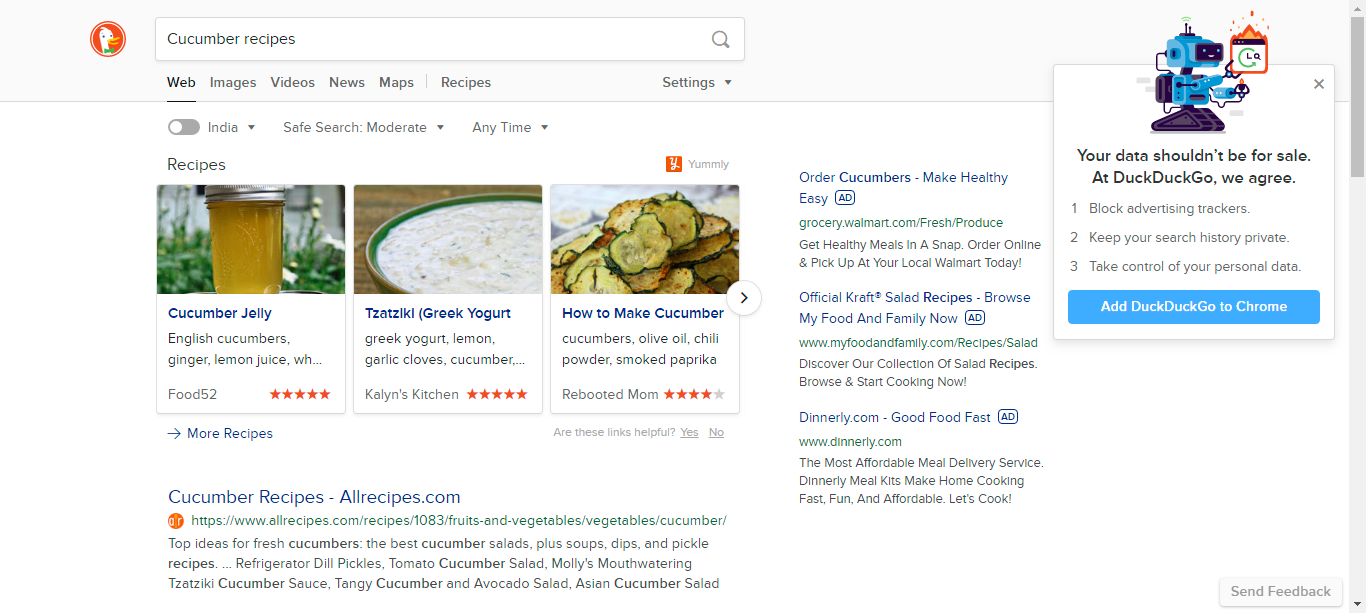 Cucumber recipes
Web Images Videos News Maps Recipes Settings
India Safe Search: Moderate Any Time
Recipes
Yummly
Cucumber Jelly
English cucumbers,
ginger, lemon juice, wh...
Food52
Tzatziki (Greek Yogurt
greek yogurt, lemon,
garlic cloves, cucumber,...
Kalyn's Kitchen
How to Make Cucumber
cucumbers, olive oil, chili
powder, smoked paprika
Rebooted Mom
More Recipes
Are these links helpful? Yes No
Cucumber Recipes - Allrecipes.com
https://www.allrecipes.com/recipes/1083/fruits-and-vegetables/vegetables/cucumber/
Top ideas for fresh cucumbers: the best cucumber salads, plus soups, dips, and pickle
recipes. ... Refrigerator Dill Pickles, Tomato Cucumber Salad, Molly's Mouthwatering
Tzatziki Cucumber Sauce, Tangy Cucumber and Avocado Salad, Asian Cucumber Salad
Order Cucumbers - Make Healthy
Easy AD
grocery.walmart.com/Fresh/Produce
Get Healthy Meals In A Snap. Order Online
& Pick Up At Your Local Walmart Today!
Official Kraft® Salad Recipes - Browse
My Food And Family Now AD
www.myfoodandfamily.com/Recipes/Salad
Discover Our Collection Of Salad Recipes.
Browse & Start Cooking Now!
Dinnerly.com - Good Food Fast AD
www.dinnerly.com
The Most Affordable Meal Delivery Service.
Dinnerly Meal Kits Make Home Cooking
Fast, Fun, And Affordable. Let's Cook!
Your data shouldn't be for sale.
At DuckDuckGo, we agree.
1 Block advertising trackers.
2 Keep your search history private.
3 Take control of your personal data.
Add DuckDuckGo to Chrome
Send Feedback